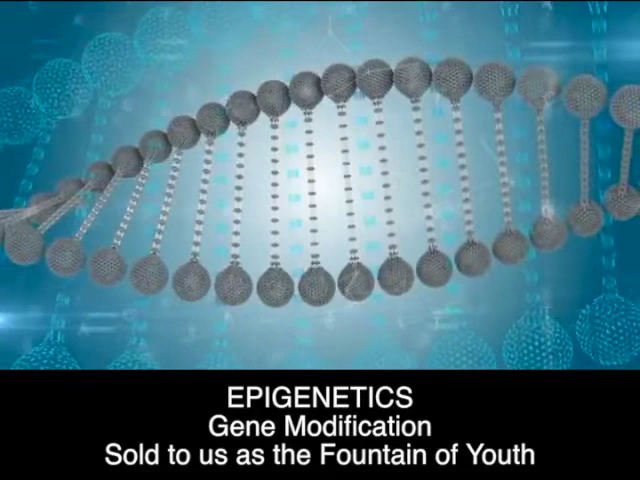 EPIGENETICS
Gene Modification
Sold to us as the Fountain of Youth